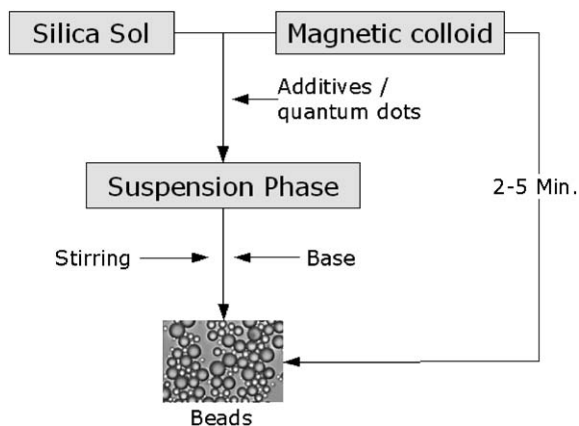 Silica Sol
Magnetic colloid
Additives /
quantum dots
Suspension Phase
2-5 Min.
Stirring
Base
Beads